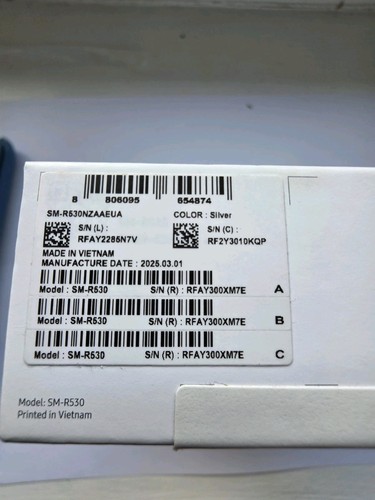 8 806095 654874
SM-R530NZAAEUA COLOR : Silver
S/N (L) : S/N (C) :
RFAY2285N7V RF2Y3010KQP
MADE IN VIETNAM
MANUFACTURE DATE : 2025.03.01
Model : SM-R530 S/N (R) : RFAY300XM7E A
Model : SM-R530 S/N (R) : RFAY300XM7E B
Model : SM-R530 S/N (R) : RFAY300XM7E C
Model: SM-R530
Printed in Vietnam